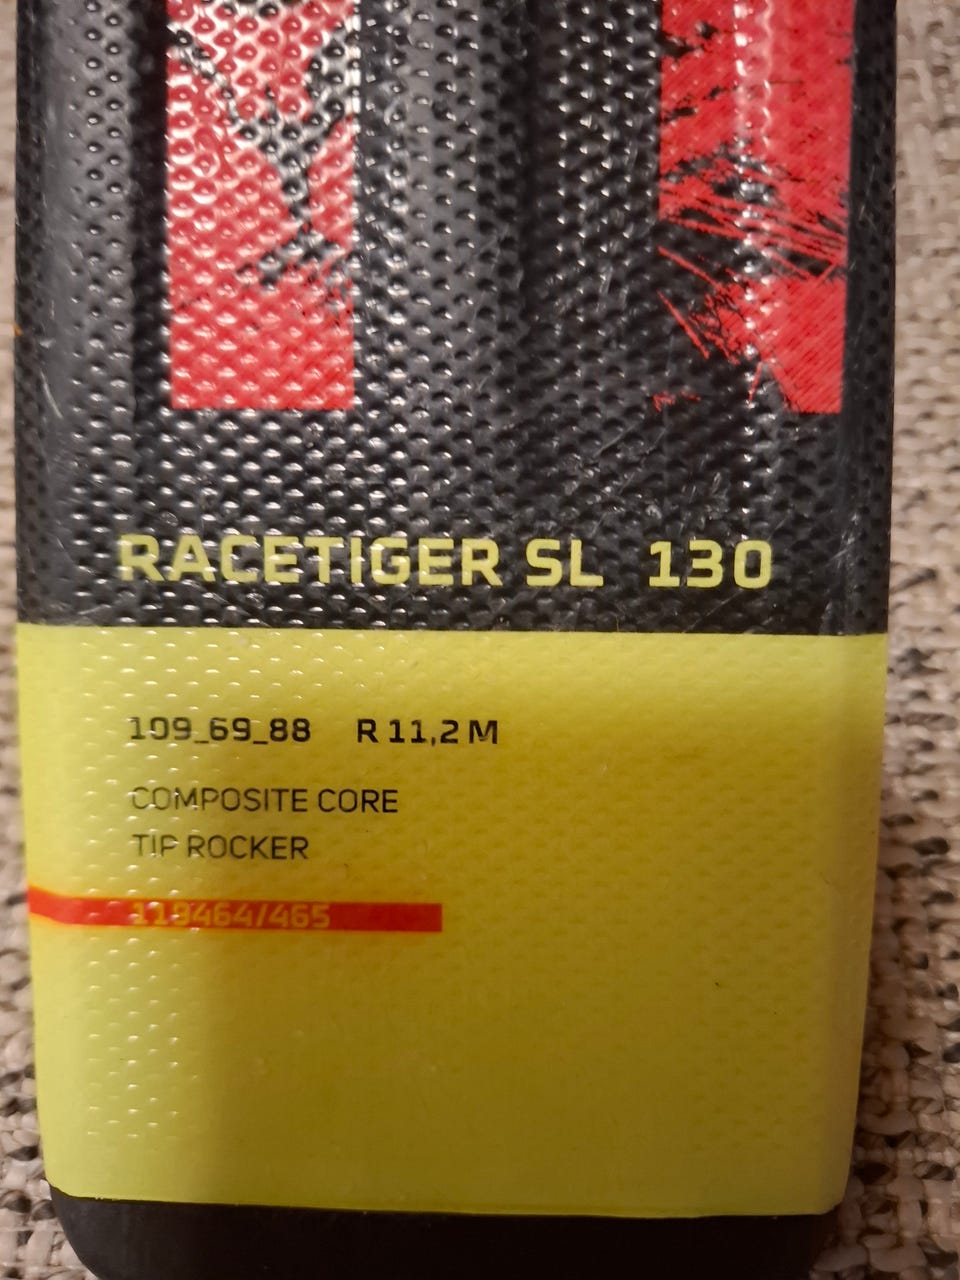 RACETIGER SL 130
109_69_88 R 11,2 M
COMPOSITE CORE
TIP ROCKER
119464/465